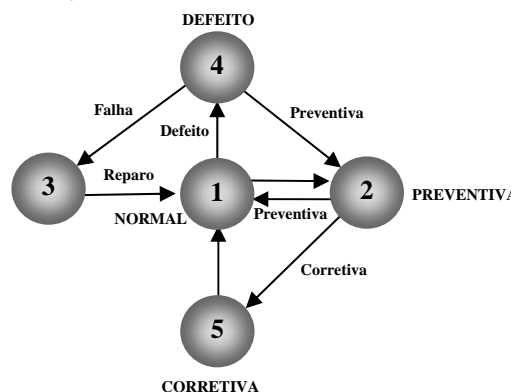 DEFEITO
4
Falha
Preventiva
Defeito
3
Reparo
1
2
PREVENTIVA
NORMAL
Preventiva
Corretiva
5
CORRETIVA